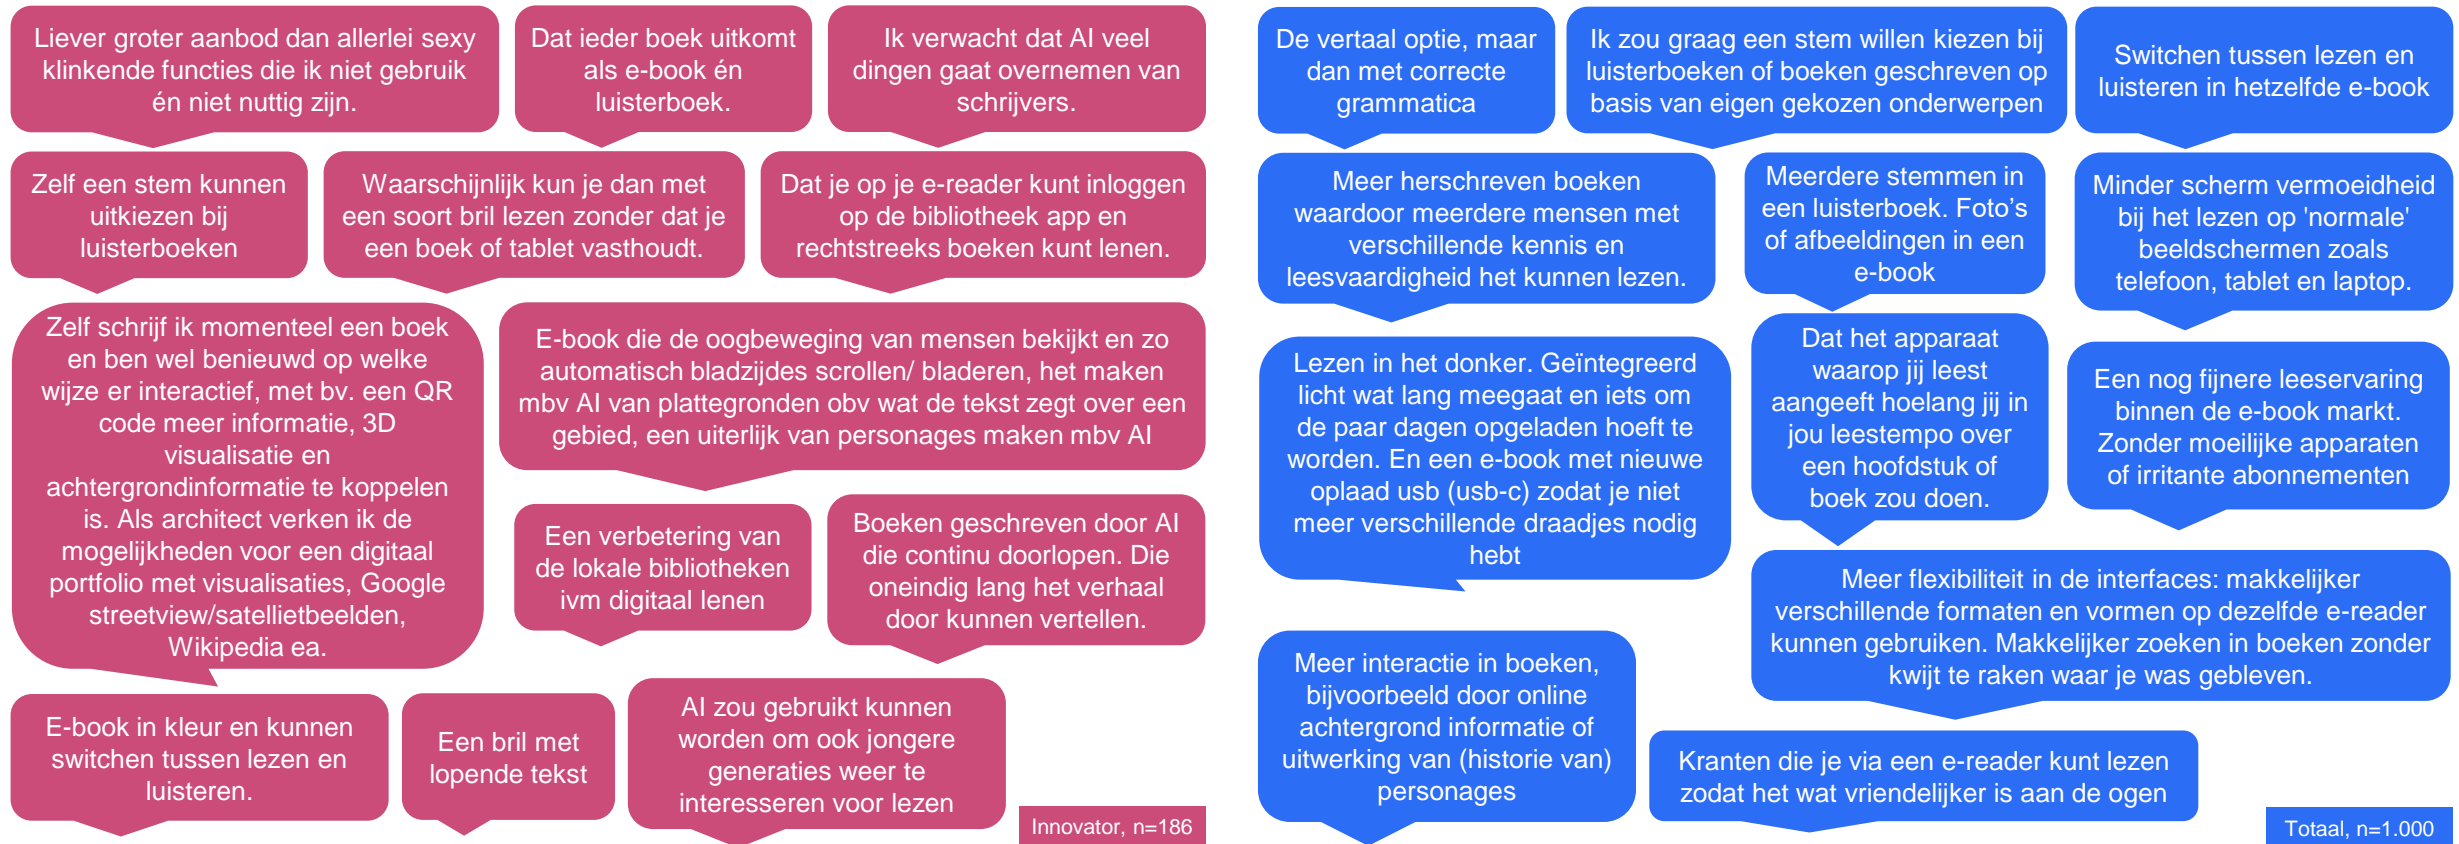 Liever groter aanbod dan allerlei sexy
klinkende functies die ik niet gebruik
én niet nuttig zijn.
Dat ieder boek uitkomt
als e-book én
luisterboek.
Ik verwacht dat AI veel
dingen gaat overnemen van
schrijvers.
Zelf een stem kunnen
uitkiezen bij
luisterboeken
Waarschijnlijk kun je dan met
een soort bril lezen zonder dat je
een boek of tablet vasthoudt.
Dat je op je e-reader kunt inloggen
op de bibliotheek app en
rechtstreeks boeken kunt lenen.
Zelf schrijf ik momenteel een boek
en ben wel benieuwd op welke
wijze er interactief, met bv. een QR
code meer informatie, 3D
visualisatie en
achtergrondinformatie te koppelen
is. Als architect verken ik de
mogelijkheden voor een digitaal
portfolio met visualisaties, Google
streetview/satellietbeelden,
Wikipedia ea.
E-book die de oogbeweging van mensen bekijkt en zo
automatisch bladzijdes scrollen/ bladeren, het maken
mbv AI van plattegronden obv wat de tekst zegt over een
gebied, een uiterlijk van personages maken mbv AI
Een verbetering van
de lokale bibliotheken
ivm digitaal lenen
Boeken geschreven door AI
die continu doorlopen. Die
oneindig lang het verhaal
door kunnen vertellen.
E-book in kleur en kunnen
switchen tussen lezen en
luisteren.
Een bril met
lopende tekst
AI zou gebruikt kunnen
worden om ook jongere
generaties weer te
interesseren voor lezen
Innovator, n=186
De vertaal optie, maar
dan met correcte
grammatica
Ik zou graag een stem willen kiezen bij
luisterboeken of boeken geschreven op
basis van eigen gekozen onderwerpen
Switchen tussen lezen en
luisteren in hetzelfde e-book
Meer herschreven boeken
waardoor meerdere mensen met
verschillende kennis en
leesvaardigheid het kunnen lezen.
Meerdere stemmen in
een luisterboek. Foto's
of afbeeldingen in een
e-book
Minder scherm vermoeidheid
bij het lezen op 'normale'
beeldschermen zoals
telefoon, tablet en laptop.
Lezen in het donker. Geïntegreerd
licht wat lang meegaat en iets om
de paar dagen opgeladen hoeft te
worden. En een e-book met nieuwe
oplaad usb (usb-c) zodat je niet
meer verschillende draadjes nodig
hebt
Dat het apparaat
waarop jij leest
aangeeft hoelang jij in
jou leestempo over
een hoofdstuk of
boek zou doen.
Een nog fijnere leeservaring
binnen de e-book markt.
Zonder moeilijke apparaten
of irritante abonnementen
Meer flexibiliteit in de interfaces: makkelijker
verschillende formaten en vormen op dezelfde e-reader
kunnen gebruiken. Makkelijker zoeken in boeken zonder
kwijt te raken waar je was gebleven.
Meer interactie in boeken,
bijvoorbeeld door online
achtergrond informatie of
uitwerking van (historie van)
personages
Kranten die je via een e-reader kunt lezen
zodat het wat vriendelijker is aan de ogen
Totaal, n=1.000